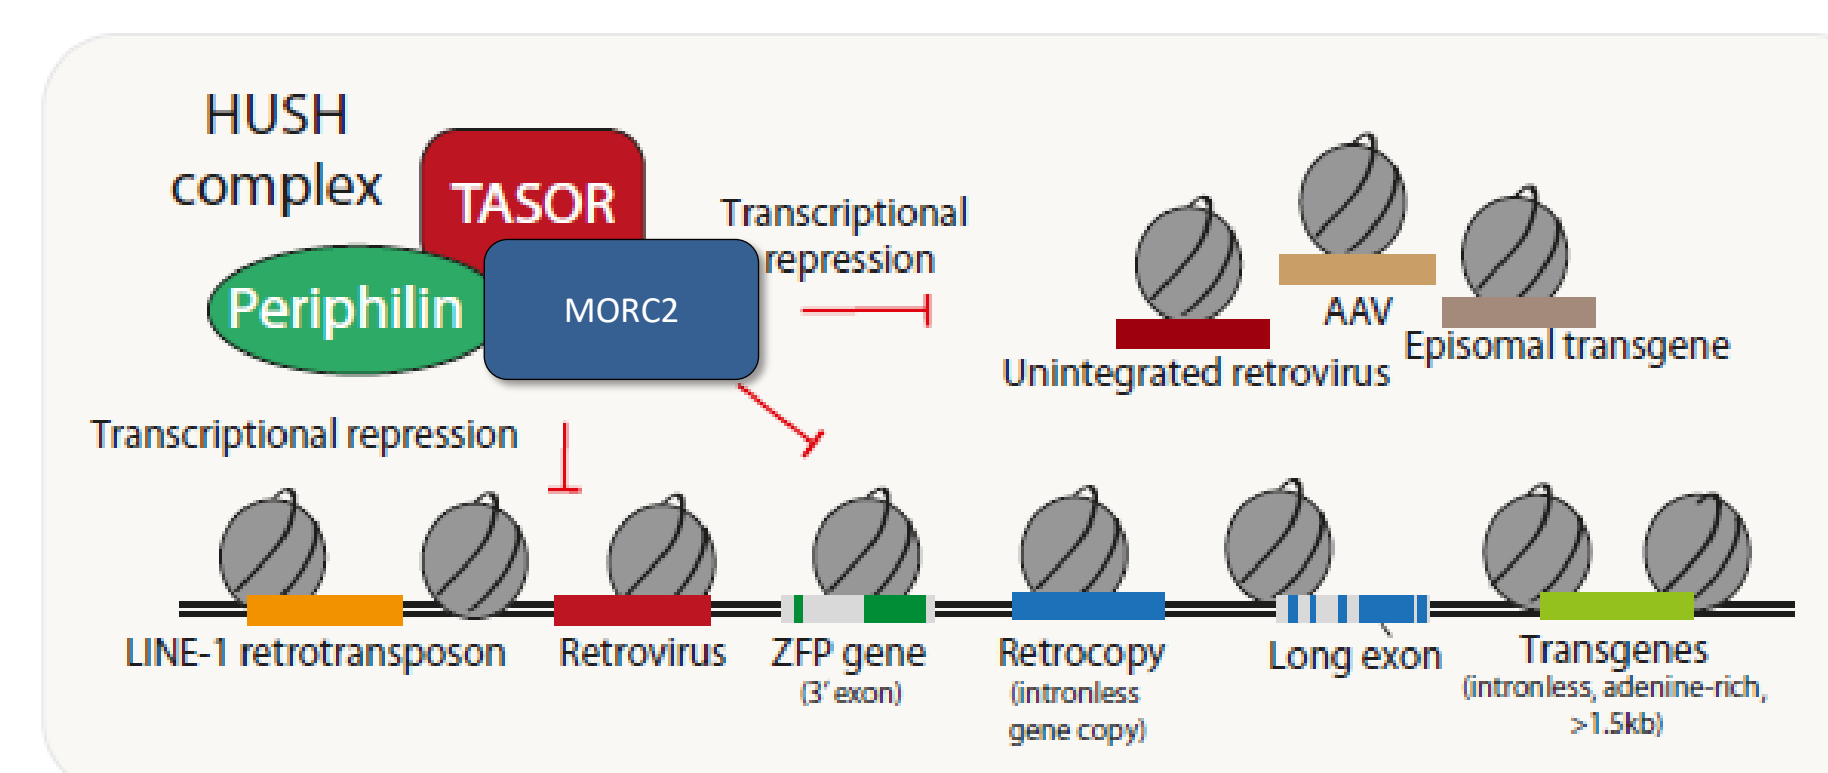 HUSH
complex
TASOR
Periphilin
MORC2
Transcriptional
repression
AAV
Episomal transgene
Unintegrated retrovirus
Transcriptional repression
LINE-1 retrotransposon
Retrovirus
ZFP gene
(3' exon)
Retrocopy
(intronless
gene copy)
Long exon
Transgenes
(intronless, adenine-rich,
>1.5kb)